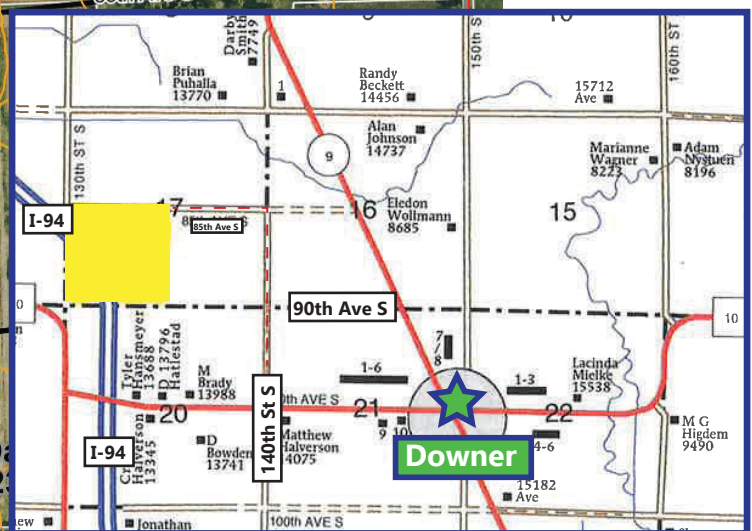 Darby
Smith
7749
150th St S
160th St S
Brian
Puhalla
13770
1
Randy
Beckett
14456
15712
Ave
Alan
Johnson
14737
9
130th ST S
Marianne
Wagner
8223
Adam
Nystuen
8196
I-94
17
85th Ave S
16
Eledon
Wollmann
8685
15
90th Ave S
10
Tyler
Hansmeyer
13688
D 13796
Hatlestad
M
Brady
13988
7/
8
1-6
1-3
Lacinda
Mielke
15538
20
140th St S
0th AVE S
21
22
I-94
Halverson
13345
D
Bowden
13741
Matthew
Halverson
14075
9
10
Downer
4-6
M G
Higdem
9490
15182
Ave
Jonathan
100th AVE S